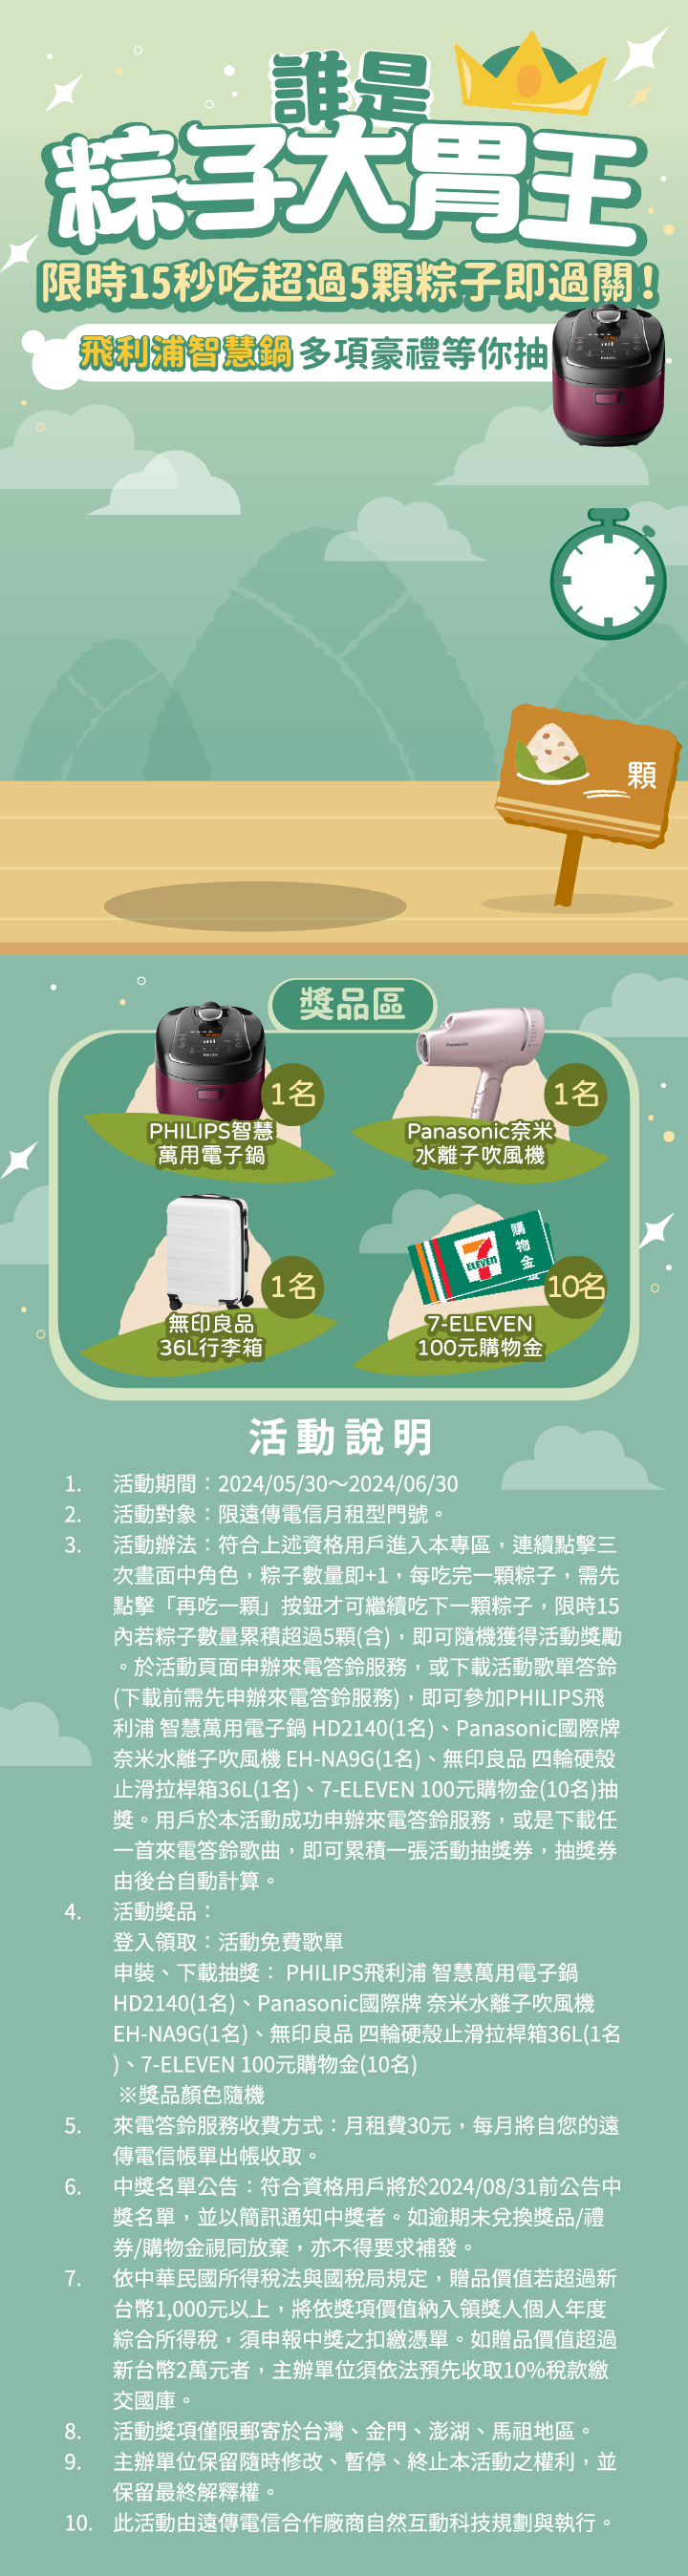 誰是
粽子大胃王
限時15秒吃超過5顆粽子即過關!
飛利浦智慧鍋 多項豪禮等你抽
顆
獎品區
Panasonic
1名
1名
PHILIPS智慧
萬用電子鍋
Panasonic奈米
水離子吹風機
購物金
7
ELEVEN
1名
10名
無印良品
36L行李箱
7-ELEVEN
100元購物金
活動說明
1. 活動期間：2024/05/30～2024/06/30
2. 活動對象：限遠傳電信月租型門號。
3. 活動辦法：符合上述資格用戶進入本專區，連續點擊三
次畫面中角色，粽子數量即+1，每吃完一顆粽子，需先
點擊「再吃一顆」按鈕才可繼續吃下一顆粽子，限時15
內若粽子數量累積超過5顆(含)，即可隨機獲得活動獎勵
。於活動頁面申辦來電答鈴服務，或下載活動歌單答鈴
(下載前需先申辦來電答鈴服務)，即可參加PHILIPS飛
利浦 智慧萬用電子鍋 HD2140(1名)、Panasonic國際牌
奈米水離子吹風機 EH-NA9G(1名)、無印良品 四輪硬殼
止滑拉桿箱36L(1名)、7-ELEVEN 100元購物金(10名)抽
獎。用戶於本活動成功申辦來電答鈴服務，或是下載任
一首來電答鈴歌曲，即可累積一張活動抽獎券，抽獎券
由後台自動計算。
4. 活動獎品：
登入領取：活動免費歌單
申裝、下載抽獎： PHILIPS飛利浦 智慧萬用電子鍋
HD2140(1名)、Panasonic國際牌 奈米水離子吹風機
EH-NA9G(1名)、無印良品 四輪硬殼止滑拉桿箱36L(1名
)、7-ELEVEN 100元購物金(10名)
※獎品顏色隨機
5. 來電答鈴服務收費方式：月租費30元，每月將自您的遠
傳電信帳單出帳收取。
6. 中獎名單公告：符合資格用戶將於2024/08/31前公告中
獎名單，並以簡訊通知中獎者。如逾期未兌換獎品/禮
券/購物金視同放棄，亦不得要求補發。
7. 依中華民國所得稅法與國稅局規定，贈品價值若超過新
台幣1,000元以上，將依獎項價值納入領獎人個人年度
綜合所得稅，須申報中獎之扣繳憑單。如贈品價值超過
新台幣2萬元者，主辦單位須依法預先收取10%稅款繳
交國庫。
8. 活動獎項僅限郵寄於台灣、金門、澎湖、馬祖地區。
9. 主辦單位保留隨時修改、暫停、終止本活動之權利，並
保留最終解釋權。
10. 此活動由遠傳電信合作廠商自然互動科技規劃與執行。